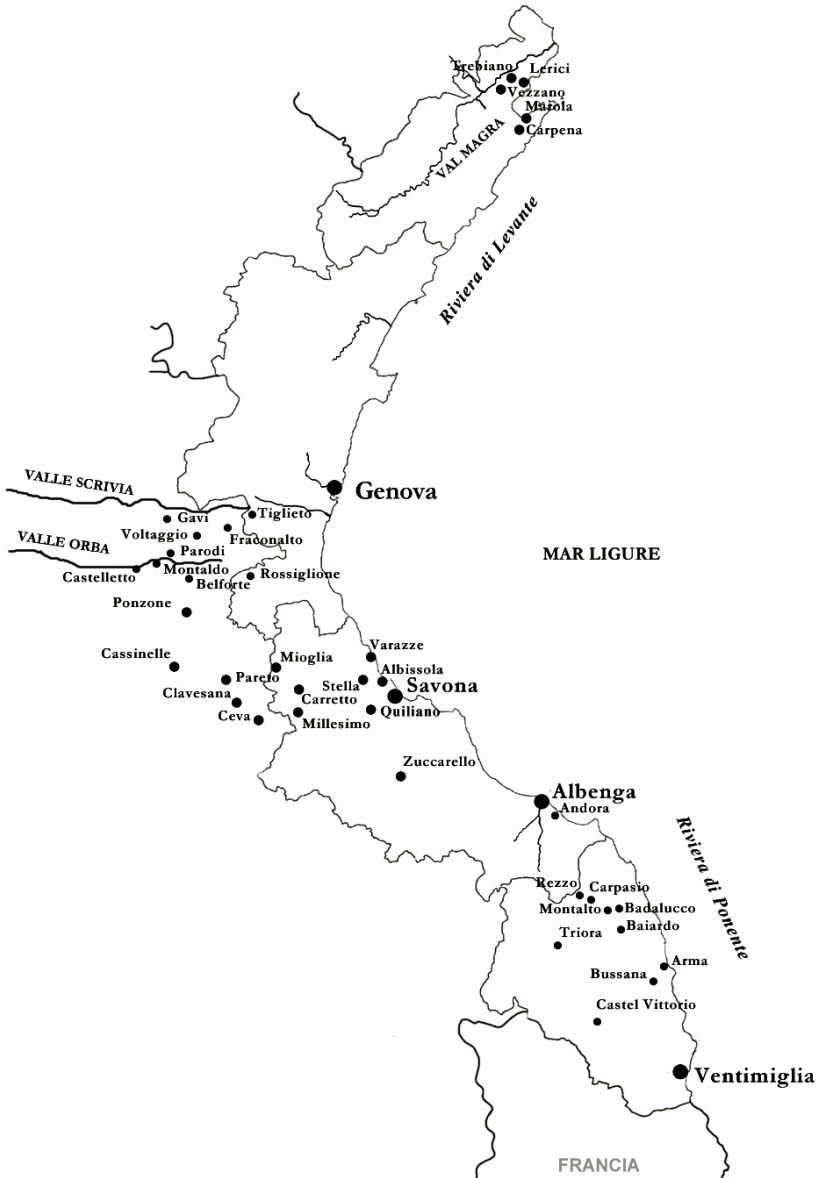 Trebiano
Lerici
Vezzano
Marola
Carpena
VAL MAGRA
Riviera di Levante
VALLE SCRIVIA
Genova
Gavi
Tiglieto
Voltaggio
Fraconalto
VALLE ORBA
Parodi
MAR LIGURE
Castelletto
Montaldo
Belforte
Rossiglione
Ponzone
Cassinelle
Varazze
Mioglia
Albissola
Pareto
Stella
Savona
Clavesana
Carretto
Ceva
Millesimo
Quiliano
Zuccarello
Albenga
Andora
Riviera di Ponente
Rezzo
Carpasio
Montalto
Badalucco
Baiardo
Triora
Arma
Bussana
Castel Vittorio
Ventimiglia
FRANCIA